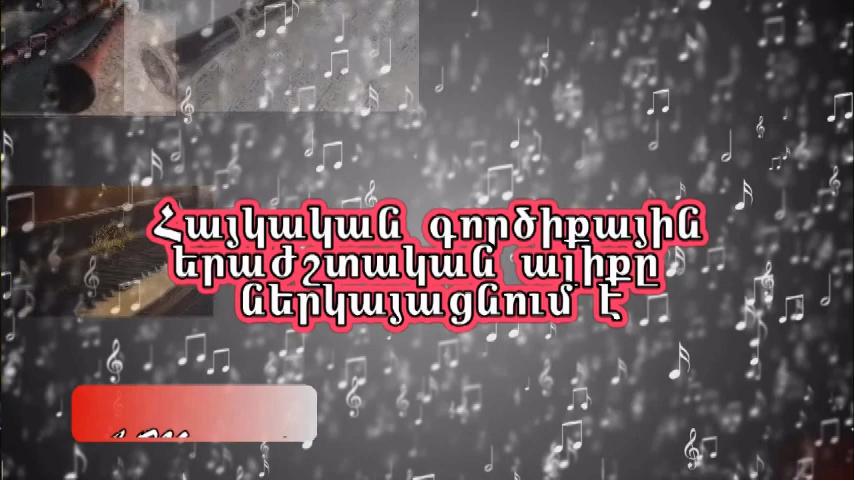 Հայկական գործիքային
երաժշտական ալիքը
ներկայացնում է